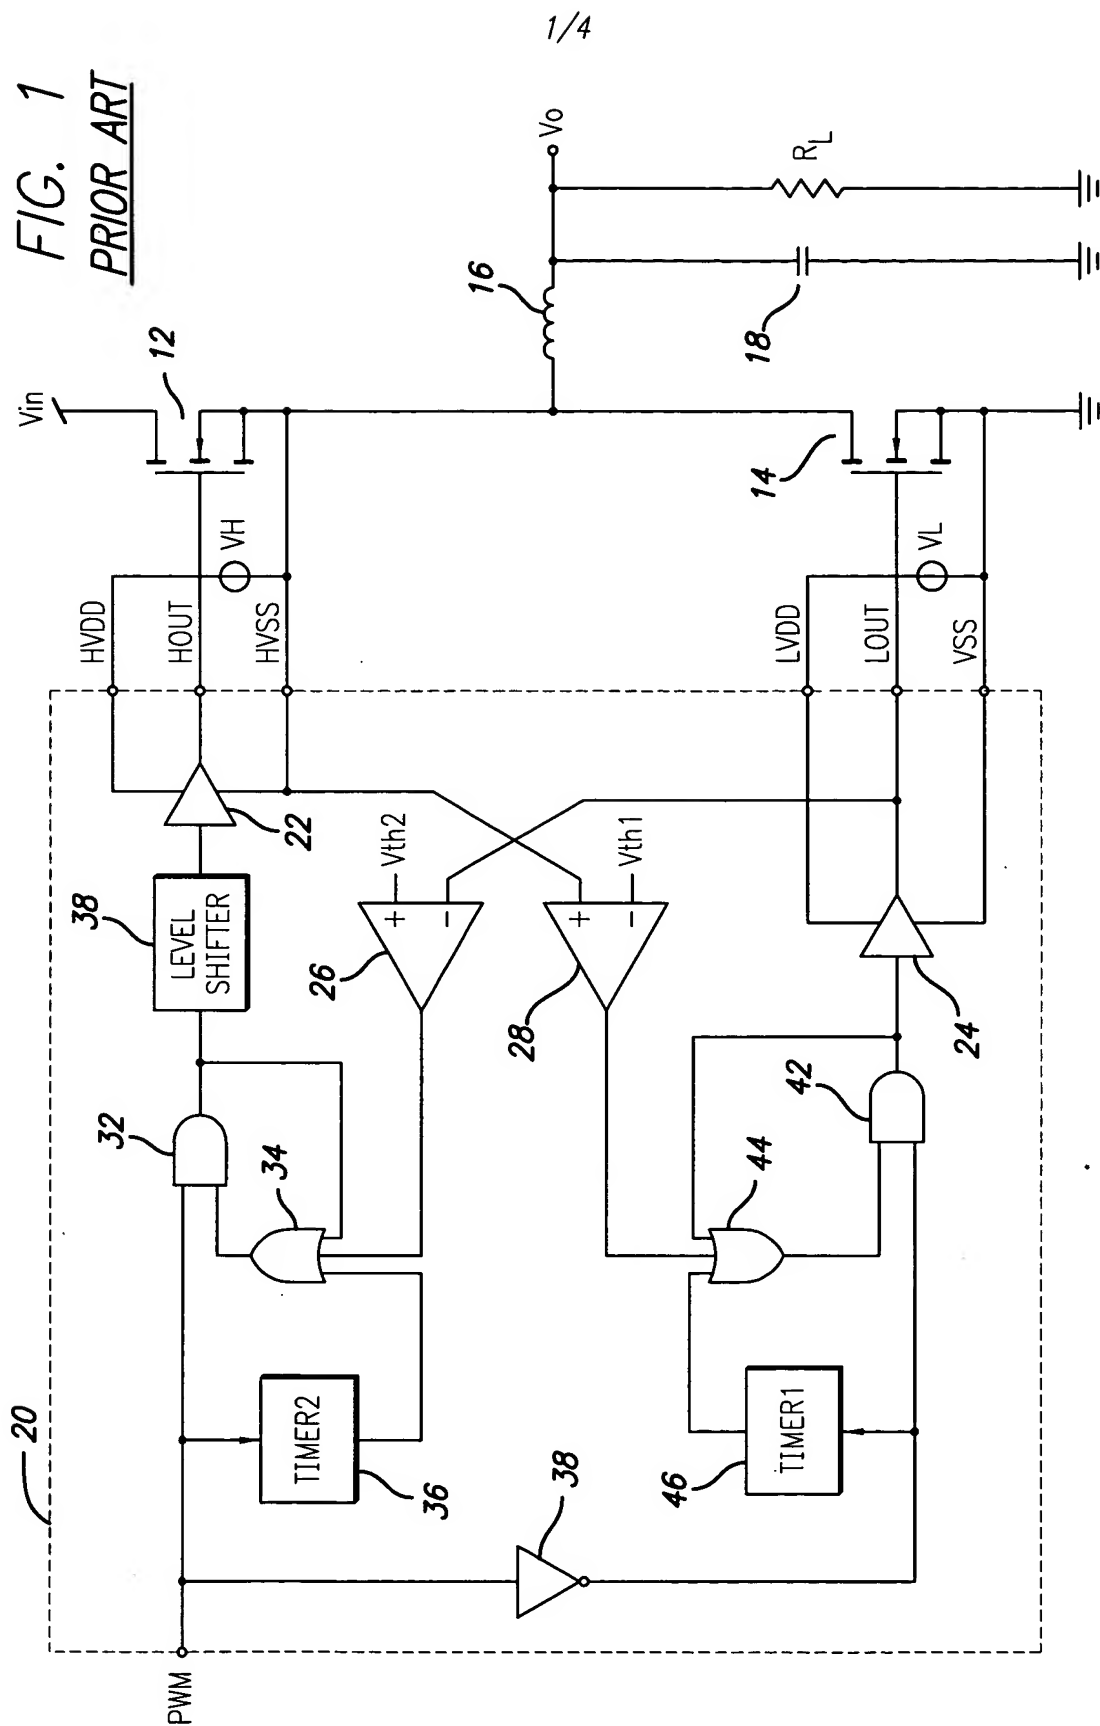 1/4
FIG. 1
PRIOR ART
Vin
12
HVDD
HOUT
VH
HVSS
16
Vo
RL
18
14
LVDD
LOUT
VL
VSS
20
PWM
32
38
LEVEL
SHIFTER
22
34
TIMER2
36
26
Vth2
+
-
28
Vth1
+
-
38
44
42
24
46
TIMER1